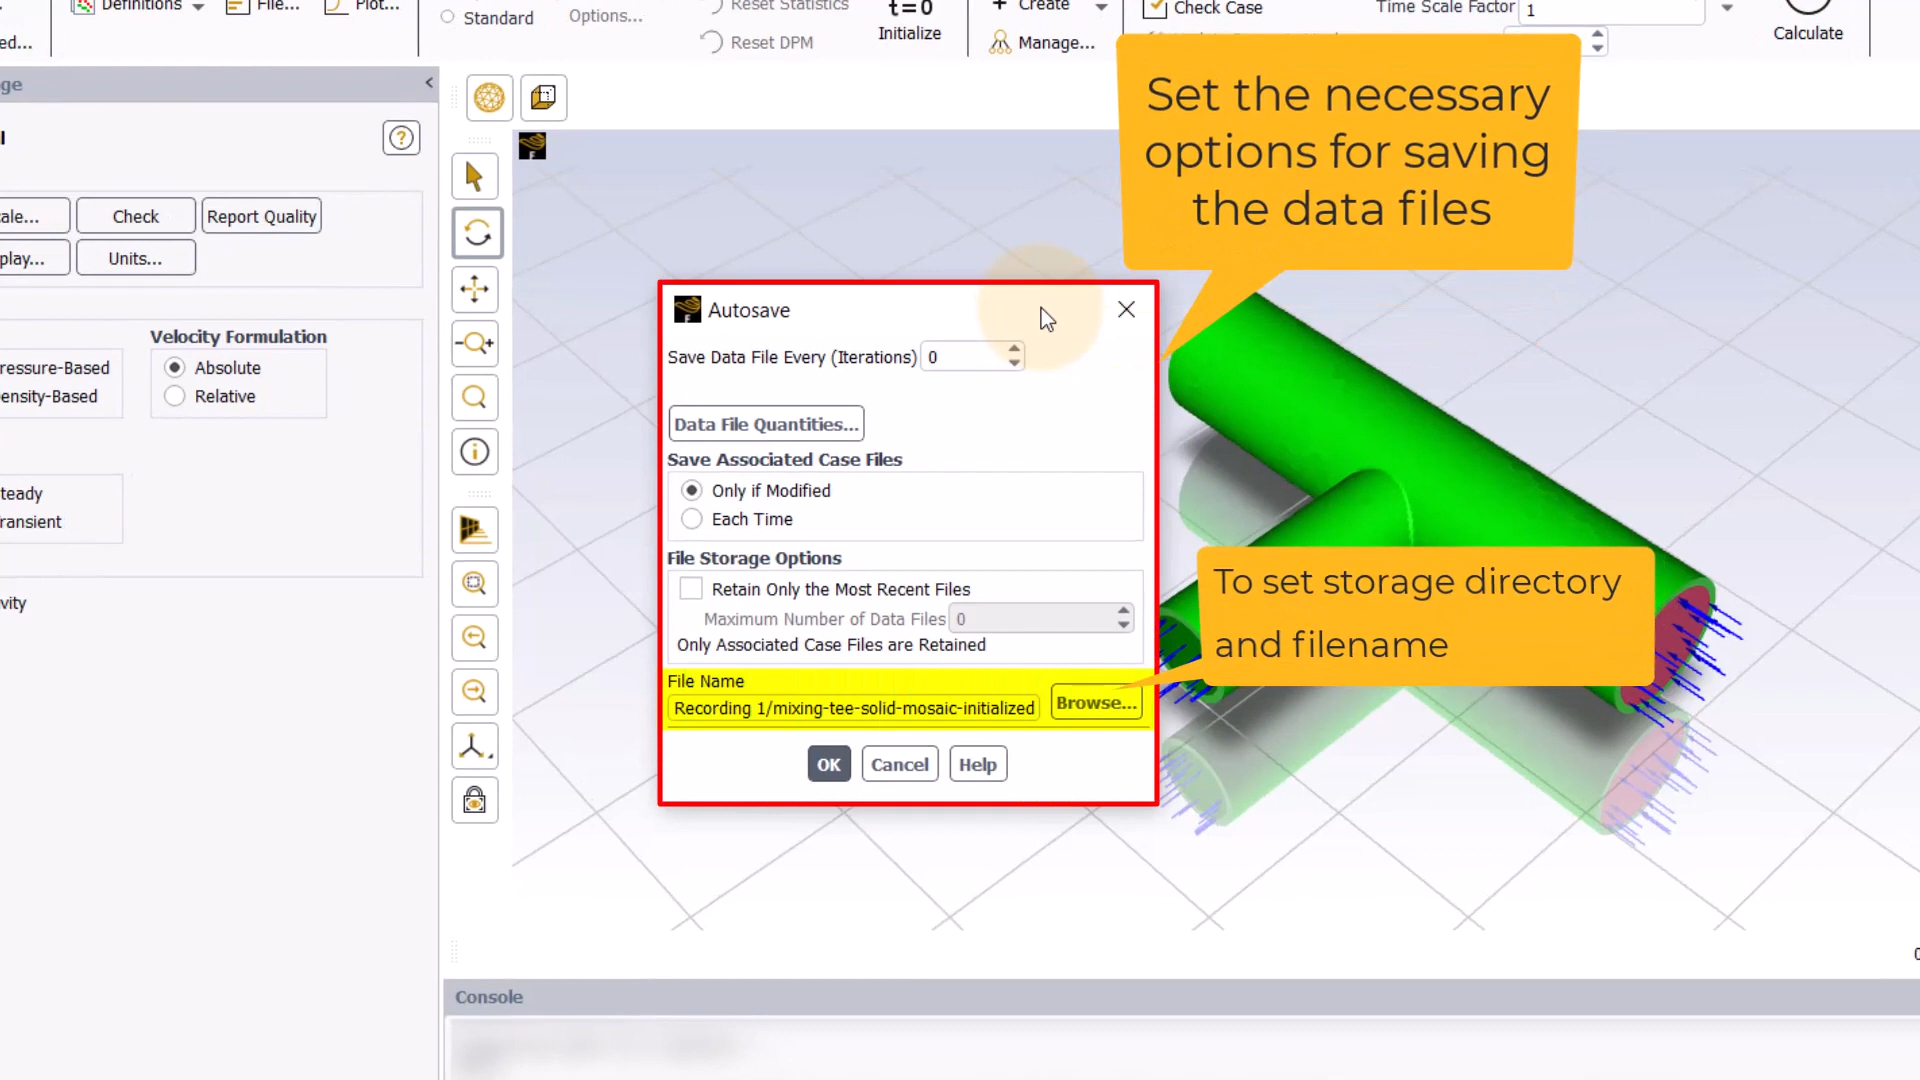 Definitions
File...
Plot...
Standard
Options...
Reset Statistics
Reset DPM
t=0
Initialize
Create
Manage...
Check Case
Time Scale Factor 1
Calculate
ed...
ge
Check
Report Quality
ale...
play...
Units...
Velocity Formulation
ressure-Based
ensity-Based
Absolute
Relative
teady
ransient
vity
Set the necessary
options for saving
the data files
Autosave
Save Data File Every (Iterations) 0
Data File Quantities...
Save Associated Case Files
Only if Modified
Each Time
File Storage Options
Retain Only the Most Recent Files
Maximum Number of Data Files 0
Only Associated Case Files are Retained
File Name
Recording 1/mixing-tee-solid-mosaic-initialized
Browse...
OK
Cancel
Help
To set storage directory
and filename
Console